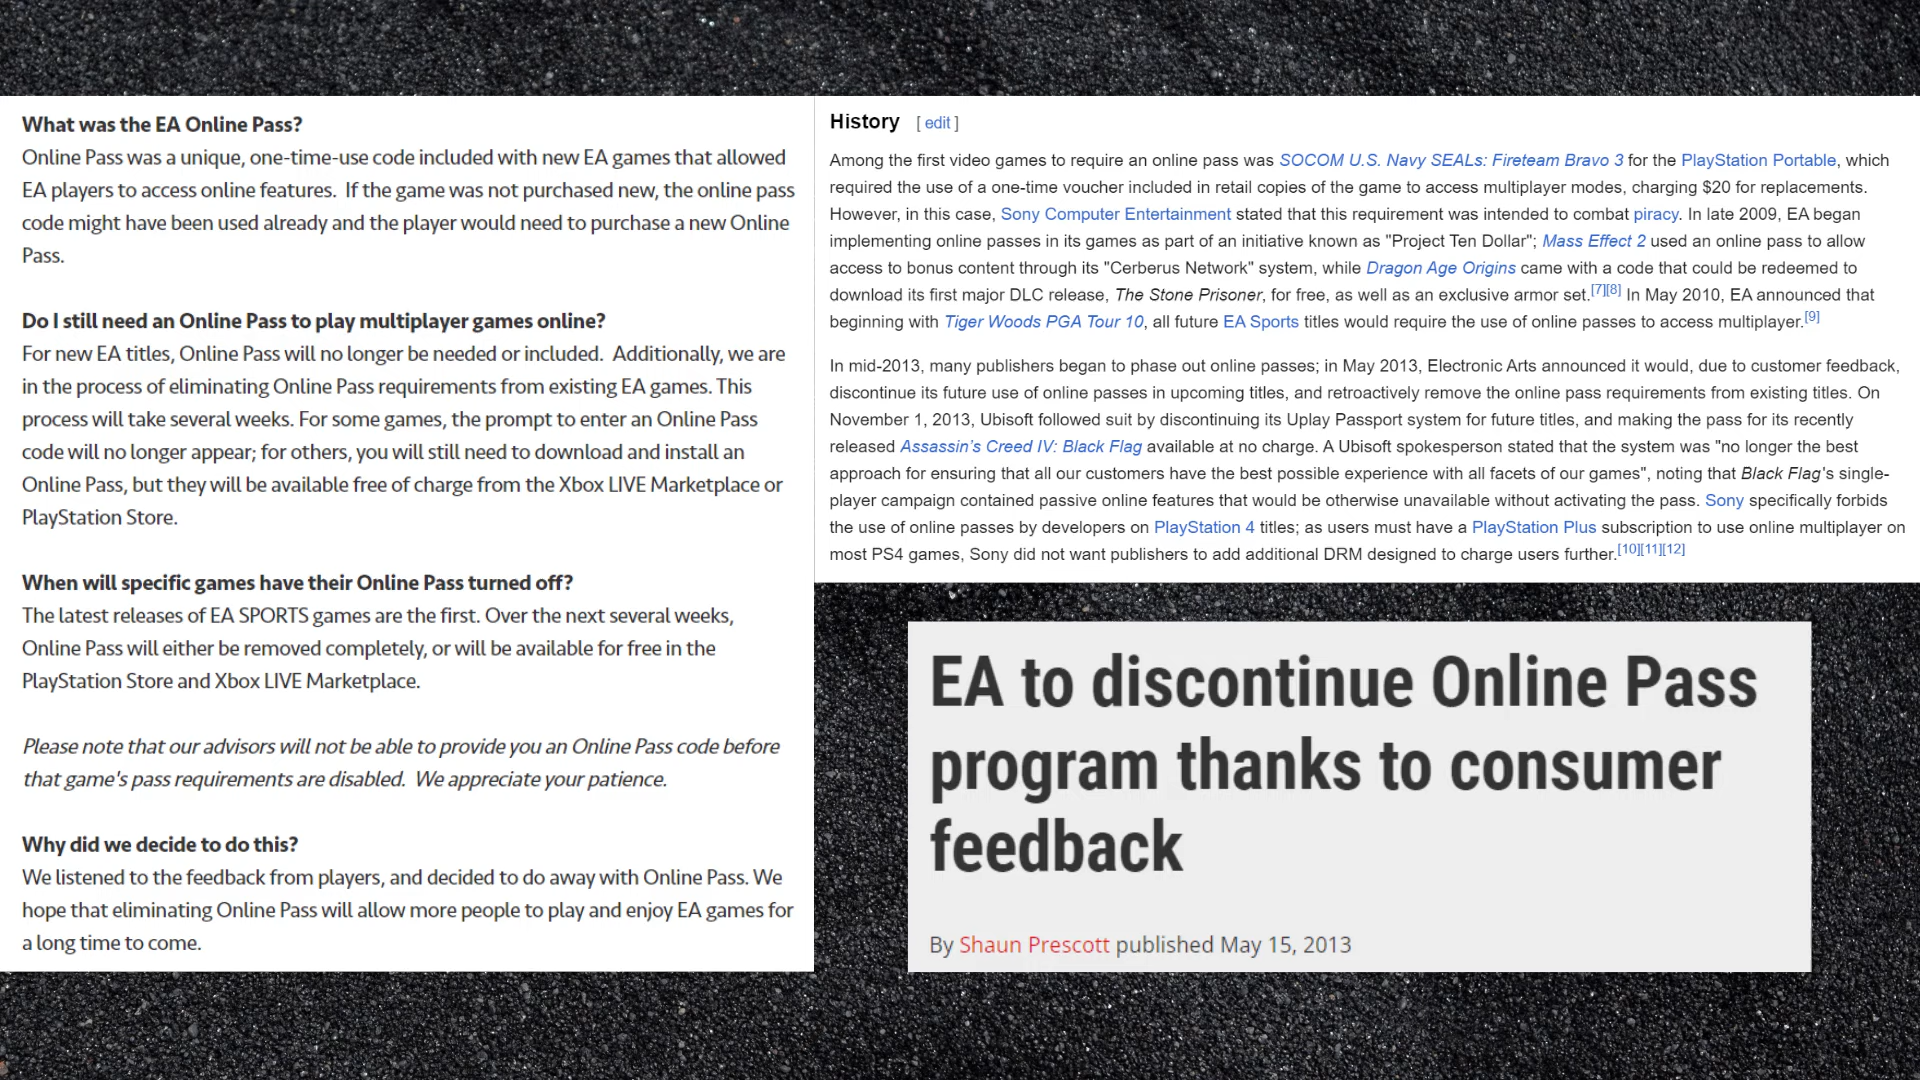 What was the EA Online Pass?
Online Pass was a unique, one-time-use code included with new EA games that allowed
EA players to access online features.  If the game was not purchased new, the online pass
code might have been used already and the player would need to purchase a new Online
Pass.
Do I still need an Online Pass to play multiplayer games online?
For new EA titles, Online Pass will no longer be needed or included.  Additionally, we are
in the process of eliminating Online Pass requirements from existing EA games. This
process will take several weeks. For some games, the prompt to enter an Online Pass
code will no longer appear; for others, you will still need to download and install an
Online Pass, but they will be available free of charge from the Xbox LIVE Marketplace or
PlayStation Store.
When will specific games have their Online Pass turned off?
The latest releases of EA SPORTS games are the first. Over the next several weeks,
Online Pass will either be removed completely, or will be available for free in the
PlayStation Store and Xbox LIVE Marketplace.
Please note that our advisors will not be able to provide you an Online Pass code before
that game's pass requirements are disabled.  We appreciate your patience.
Why did we decide to do this?
We listened to the feedback from players, and decided to do away with Online Pass. We
hope that eliminating Online Pass will allow more people to play and enjoy EA games for
a long time to come.
History [ edit ]
Among the first video games to require an online pass was SOCOM U.S. Navy SEALs: Fireteam Bravo 3 for the PlayStation Portable, which
required the use of a one-time voucher included in retail copies of the game to access multiplayer modes, charging $20 for replacements.
However, in this case, Sony Computer Entertainment stated that this requirement was intended to combat piracy. In late 2009, EA began
implementing online passes in its games as part of an initiative known as "Project Ten Dollar"; Mass Effect 2 used an online pass to allow
access to bonus content through its "Cerberus Network" system, while Dragon Age Origins came with a code that could be redeemed to
download its first major DLC release, The Stone Prisoner, for free, as well as an exclusive armor set.[7][8] In May 2010, EA announced that
beginning with Tiger Woods PGA Tour 10, all future EA Sports titles would require the use of online passes to access multiplayer.[9]
In mid-2013, many publishers began to phase out online passes; in May 2013, Electronic Arts announced it would, due to customer feedback,
discontinue its future use of online passes in upcoming titles, and retroactively remove the online pass requirements from existing titles. On
November 1, 2013, Ubisoft followed suit by discontinuing its Uplay Passport system for future titles, and making the pass for its recently
released Assassin's Creed IV: Black Flag available at no charge. A Ubisoft spokesperson stated that the system was "no longer the best
approach for ensuring that all our customers have the best possible experience with all facets of our games", noting that Black Flag's single-
player campaign contained passive online features that would be otherwise unavailable without activating the pass. Sony specifically forbids
the use of online passes by developers on PlayStation 4 titles; as users must have a PlayStation Plus subscription to use online multiplayer on
most PS4 games, Sony did not want publishers to add additional DRM designed to charge users further.[10][11][12]
EA to discontinue Online Pass
program thanks to consumer
feedback
By Shaun Prescott published May 15, 2013